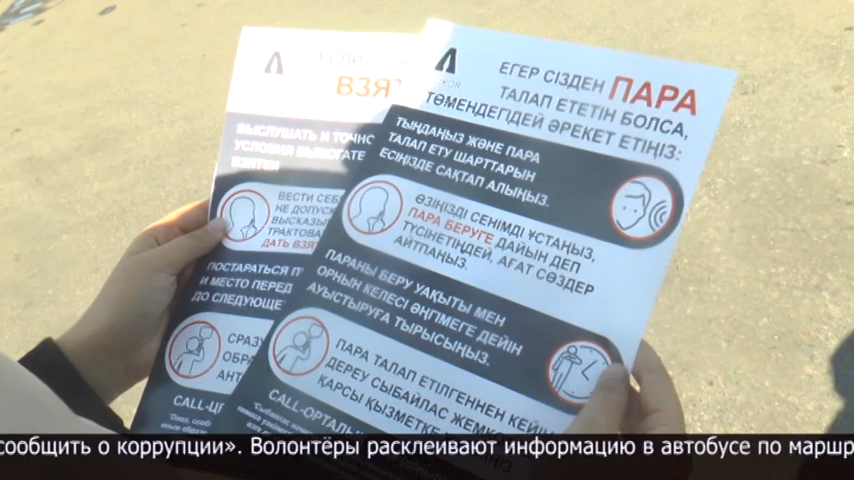 ЕСЛИ
ВЗЯТ
ВЫСЛУШАТЬ И ТОЧНО
УСЛОВИЯ ВЫМОГАТЕ
ВЗЯТКИ
ВЕСТИ СЕБ
НЕ ДОПУСК
ВЫСКАЗЫ
ТРАКТОВА
ДАТЬ ВЗЯТ
ПОСТАРАТЬСЯ П
И МЕСТО ПЕРЕД
ДО СЛЕДУЮЩЕ
СРАЗУ
ОБРА
АНТ
CALL-Ц
ЕГЕР СІЗДЕН ПАРА
ТАЛАП ЕТЕТІН БОЛСА,
ТӨМЕНДЕГІДЕЙ ӘРЕКЕТ ЕТІҢІЗ:
ТЫҢДАҢЫЗ ЖӘНЕ ПАРА
ТАЛАП ЕТУ ШАРТТАРЫН
ЕСІҢІЗДЕ САҚТАП АЛЫҢЫЗ.
ӨЗІҢІЗДІ СЕНІМДІ ҰСТАҢЫЗ,
ПАРА БЕРУГЕ ДАЙЫН ДЕП
ТҮСІНЕТІНДЕЙ, АҒАТ СӨЗДЕР
АЙТПАҢЫЗ.
ПАРАНЫ БЕРУ УАҚЫТЫ МЕН
ОРНЫН КЕЛЕСІ ӘҢГІМЕГЕ ДЕЙІН
АУЫСТЫРУҒА ТЫРЫСЫҢЫЗ.
ПАРА ТАЛАП ЕТІЛГЕННЕН КЕЙІН
ДЕРЕУ СЫБАЙЛАС ЖЕМҚО
ҚАРСЫ ҚЫЗМЕТКЕ
CALL-ОРТАЛЫ
сообщить о коррупции». Волонтёры расклеивают информацию в автобусе по маршр